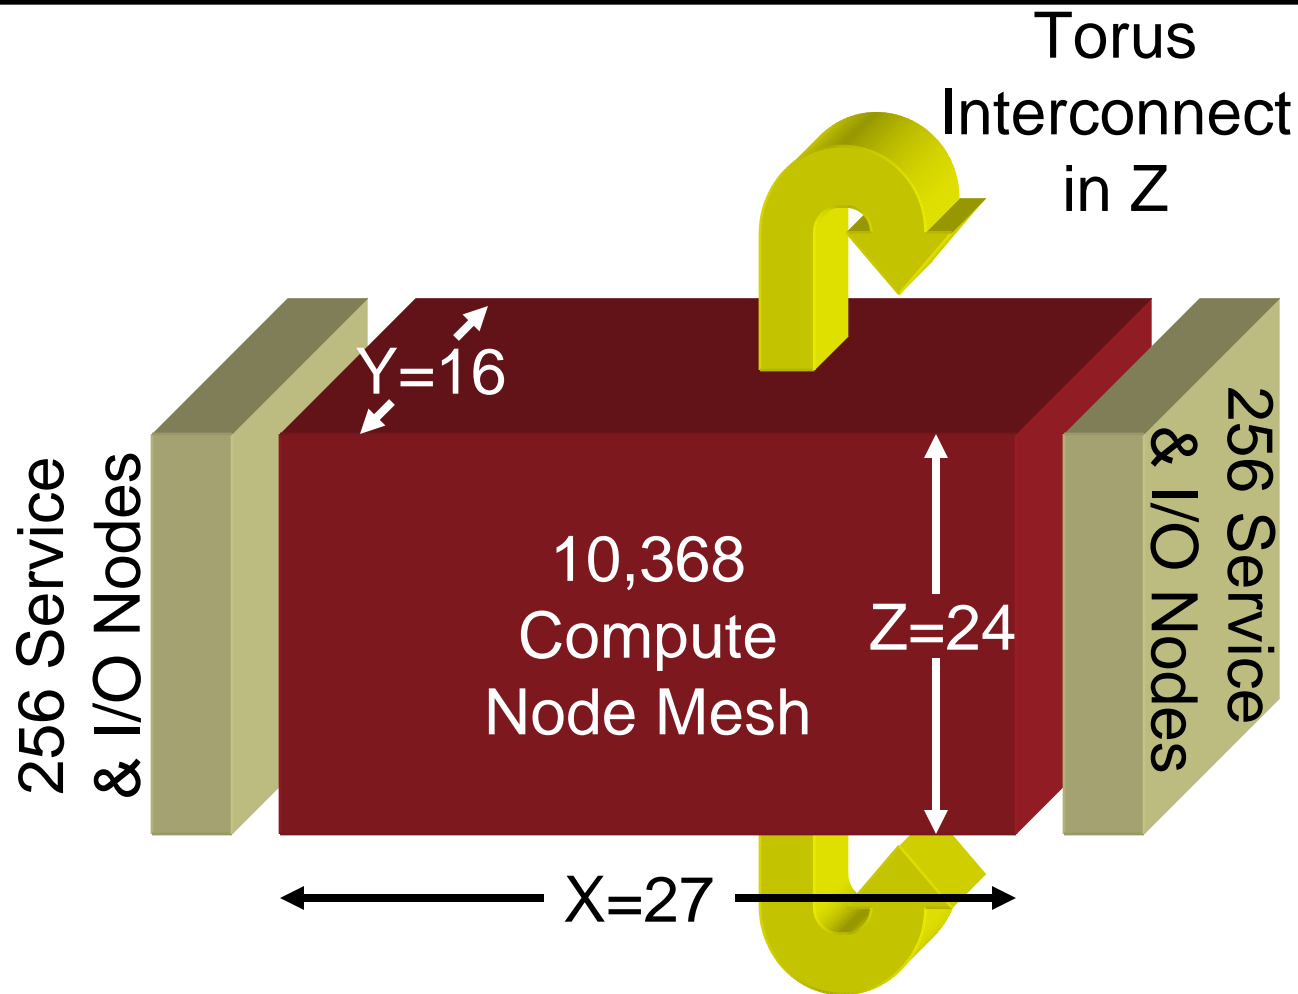 Torus
Interconnect
in Z
Y=16
256 Service
& I/O Nodes
10,368
Compute
Node Mesh
Z=24
256 Service
& I/O Nodes
X=27